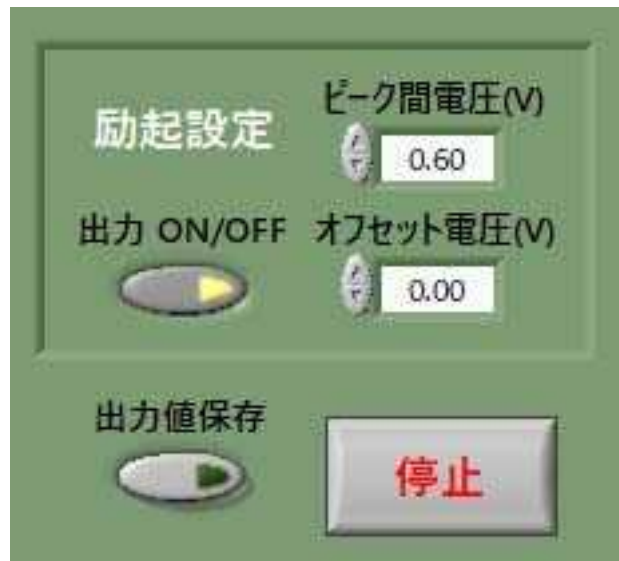 励起設定
ピーク間電圧(V)
0.60
出力 ON/OFF
オフセット電圧(V)
0.00
出力値保存
停止